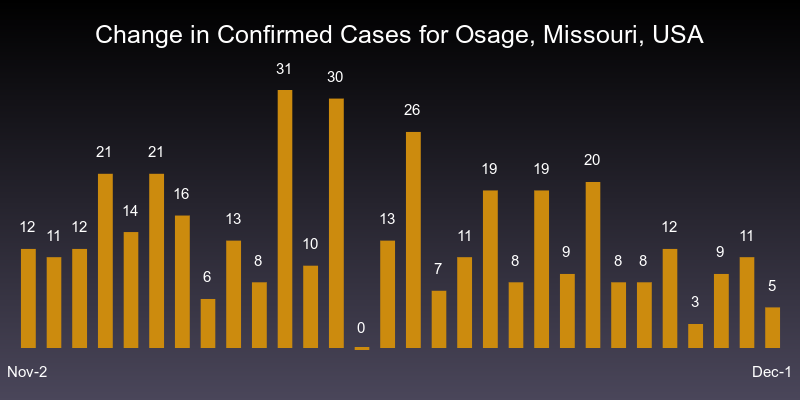 Change in Confirmed Cases for Osage, Missouri, USA
12 11 12 21 14 21 16 6 13 8 31 10 30 0 13 26 7 11 19 8 19 9 20 8 8 12 3 9 11 5
Nov-2 Dec-1